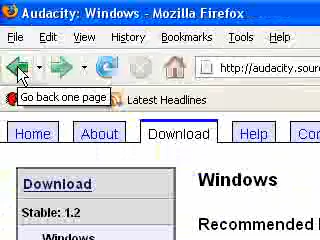 Audacity: Windows - Mozilla Firefox
File Edit View History Bookmarks Tools Help
http://audacity.sour
Go back one page
Latest Headlines
Home About Download Help
Download
Windows
Stable: 1.2
Recommended
Windows